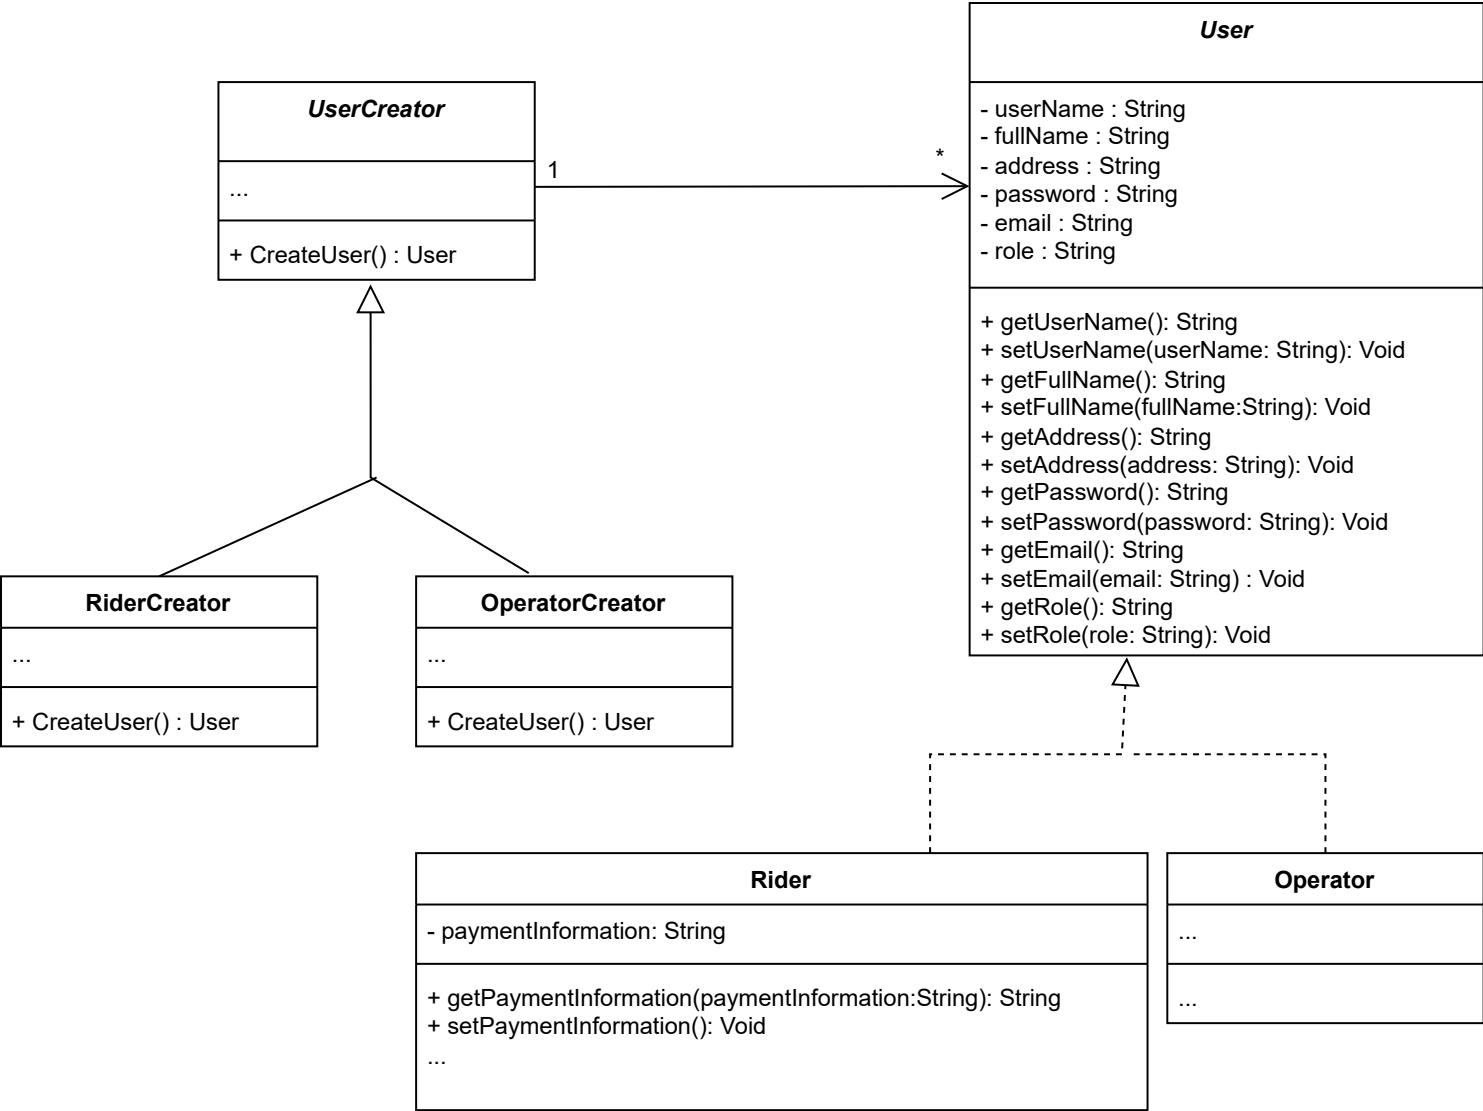 User
- userName : String
- fullName : String
- address : String
- password : String
- email : String
- role : String
+ getUserName(): String
+ setUserName(userName: String): Void
+ getFullName(): String
+ setFullName(fullName:String): Void
+ getAddress(): String
+ setAddress(address: String): Void
+ getPassword(): String
+ setPassword(password: String): Void
+ getEmail(): String
+ setEmail(email: String) : Void
+ getRole(): String
+ setRole(role: String): Void
UserCreator
...
+ CreateUser() : User
1
*
RiderCreator
...
+ CreateUser() : User
OperatorCreator
...
+ CreateUser() : User
Rider
- paymentInformation: String
+ getPaymentInformation(paymentInformation:String): String
+ setPaymentInformation(): Void
...
Operator
...
...